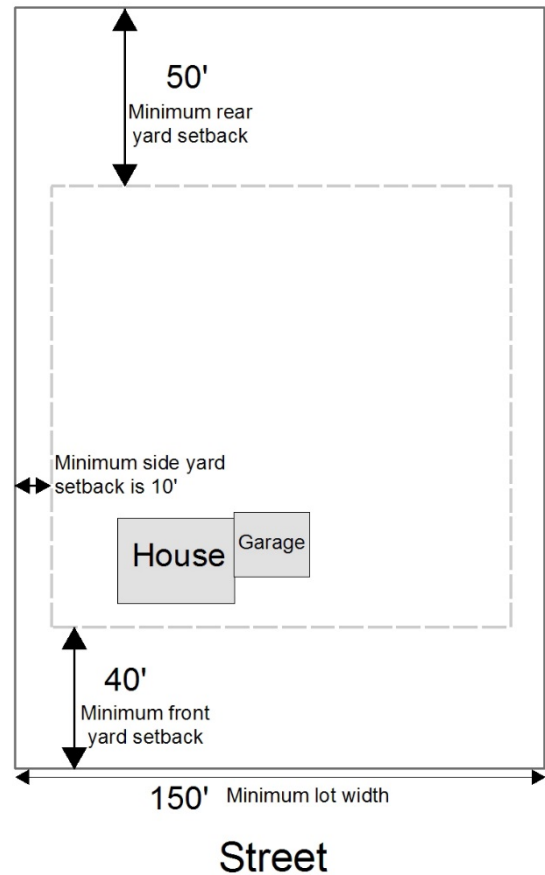 50'
Minimum rear
yard setback
Minimum side yard
setback is 10'
House
Garage
40'
Minimum front
yard setback
150' Minimum lot width
Street